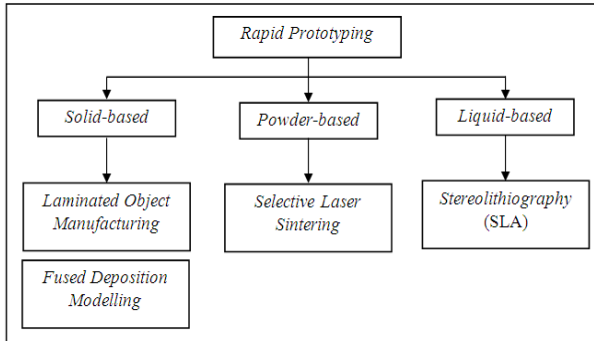 Rapid Prototyping
Solid-based
Powder-based
Liquid-based
Laminated Object
Manufacturing
Selective Laser
Sintering
Stereolithiography
(SLA)
Fused Deposition
Modelling